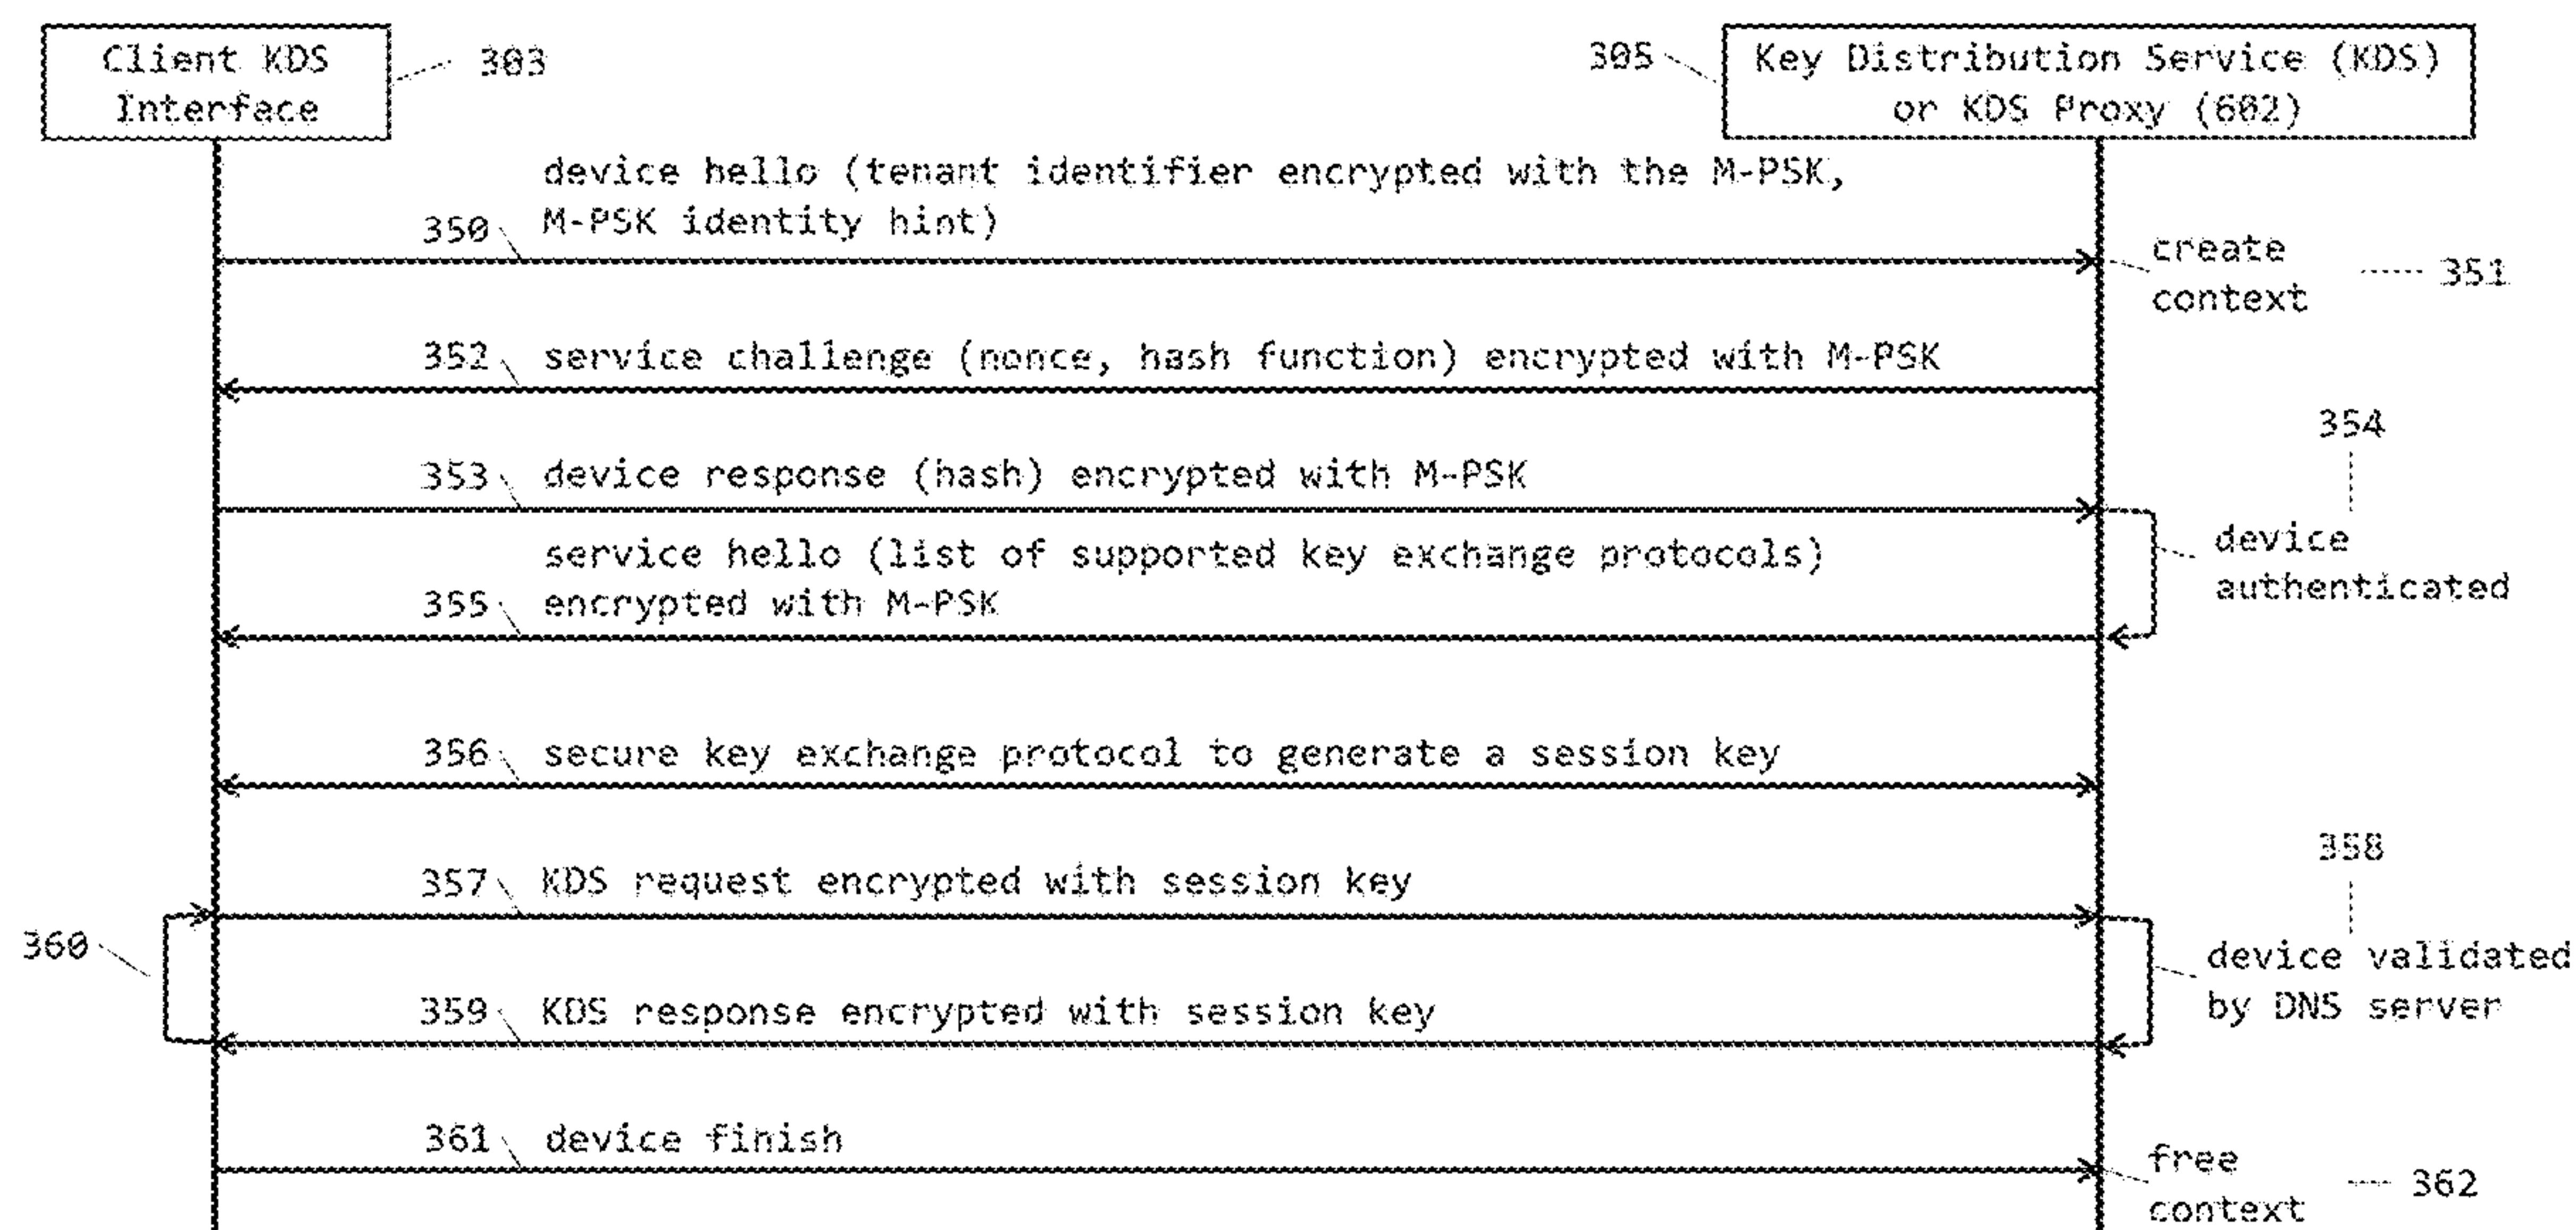 Client KDS
Interface
303
305
Key Distribution Service (KDS)
or KDS Proxy (602)
device hello (tenant identifier encrypted with the M-PSK,
350 M-PSK identity hint)
create
context
351
352 service challenge (nonce, hash function) encrypted with M-PSK
354
353 device response (hash) encrypted with M-PSK
device
authenticated
service hello (list of supported key exchange protocols)
355 encrypted with M-PSK
356 secure key exchange protocol to generate a session key
358
357 KDS request encrypted with session key
360
device validated
by DNS server
359 KDS response encrypted with session key
361 device finish
free
context
362